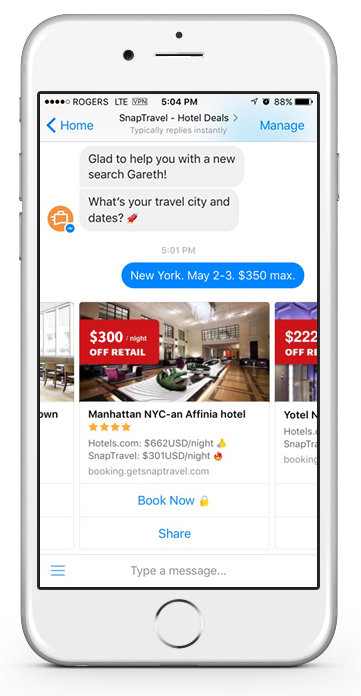 ROGERS LTE VPN 5:04 PM 88%
Home
SnapTravel - Hotel Deals >
Typically replies instantly
Manage
Glad to help you with a new
search Gareth!
What's your travel city and
dates? 🚀
5:01 PM
New York. May 2-3. $350 max.
$300 / night
OFF RETAIL
$222
OFF RE
own
Manhattan NYC-an Affinia hotel
Hotels.com: $662USD/night 👍
SnapTravel: $301USD/night 🔥
booking.getsnaptravel.com
Yotel N
Hotels.c
SnapTra
booking
Book Now 🔒
Share
Type a message...